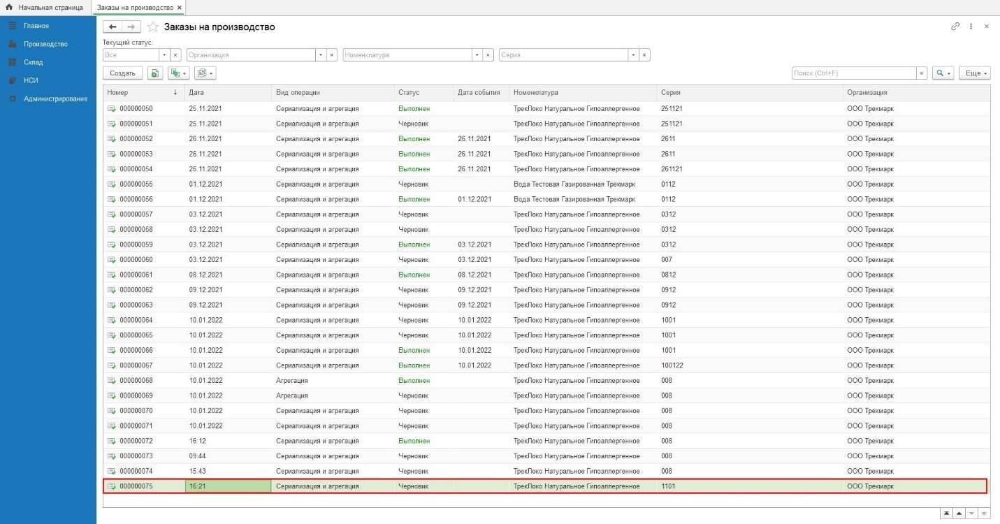 Начальная страница Заказы на производство ×
Главное
Производство
Склад
НСИ
Администрирование
Заказы на производство
Текущий статус:
Все Организация Номенклатура Серия
Создать Поиск (Ctrl+F) Еще
Номер ↓ Дата Вид операции Статус Дата события Номенклатура Серия Организация
000000050 25.11.2021 Сериализация и агрегация Выполнен ТрекЛоко Натуральное Гипоаллергенное 251121 ООО Трекмарк
000000051 25.11.2021 Сериализация и агрегация Черновик ТрекЛоко Натуральное Гипоаллергенное 251121 ООО Трекмарк
000000052 26.11.2021 Сериализация и агрегация Выполнен 26.11.2021 ТрекЛоко Натуральное Гипоаллергенное 2611 ООО Трекмарк
000000053 26.11.2021 Сериализация и агрегация Выполнен 26.11.2021 ТрекЛоко Натуральное Гипоаллергенное 2611 ООО Трекмарк
000000054 26.11.2021 Сериализация и агрегация Выполнен 26.11.2021 ТрекЛоко Натуральное Гипоаллергенное 261121 ООО Трекмарк
000000055 01.12.2021 Сериализация и агрегация Черновик Вода Тестовая Газированная Трекмарк 0112 ООО Трекмарк
000000056 01.12.2021 Сериализация и агрегация Выполнен 01.12.2021 Вода Тестовая Газированная Трекмарк 0112 ООО Трекмарк
000000057 03.12.2021 Сериализация и агрегация Черновик ТрекЛоко Натуральное Гипоаллергенное 0312 ООО Трекмарк
000000058 03.12.2021 Сериализация и агрегация Черновик ТрекЛоко Натуральное Гипоаллергенное 0312 ООО Трекмарк
000000059 03.12.2021 Сериализация и агрегация Выполнен 03.12.2021 ТрекЛоко Натуральное Гипоаллергенное 0312 ООО Трекмарк
000000060 03.12.2021 Сериализация и агрегация Черновик 03.12.2021 ТрекЛоко Натуральное Гипоаллергенное 007 ООО Трекмарк
000000061 08.12.2021 Сериализация и агрегация Выполнен 08.12.2021 ТрекЛоко Натуральное Гипоаллергенное 0812 ООО Трекмарк
000000062 09.12.2021 Сериализация и агрегация Черновик 09.12.2021 ТрекЛоко Натуральное Гипоаллергенное 0912 ООО Трекмарк
000000063 09.12.2021 Сериализация и агрегация Черновик 09.12.2021 ТрекЛоко Натуральное Гипоаллергенное 0912 ООО Трекмарк
000000064 10.01.2022 Сериализация и агрегация Черновик 10.01.2022 ТрекЛоко Натуральное Гипоаллергенное 1001 ООО Трекмарк
000000065 10.01.2022 Сериализация и агрегация Черновик 10.01.2022 ТрекЛоко Натуральное Гипоаллергенное 1001 ООО Трекмарк
000000066 10.01.2022 Сериализация и агрегация Выполнен 10.01.2022 ТрекЛоко Натуральное Гипоаллергенное 1001 ООО Трекмарк
000000067 10.01.2022 Сериализация и агрегация Выполнен 10.01.2022 ТрекЛоко Натуральное Гипоаллергенное 100122 ООО Трекмарк
000000068 10.01.2022 Агрегация Выполнен ТрекЛоко Натуральное Гипоаллергенное 008 ООО Трекмарк
000000069 10.01.2022 Агрегация Черновик ТрекЛоко Натуральное Гипоаллергенное 008 ООО Трекмарк
000000070 10.01.2022 Сериализация и агрегация Черновик ТрекЛоко Натуральное Гипоаллергенное 008 ООО Трекмарк
000000071 10.01.2022 Сериализация и агрегация Черновик ТрекЛоко Натуральное Гипоаллергенное 008 ООО Трекмарк
000000072 16:12 Сериализация и агрегация Выполнен ТрекЛоко Натуральное Гипоаллергенное 008 ООО Трекмарк
000000073 09:44 Сериализация и агрегация Черновик ТрекЛоко Натуральное Гипоаллергенное 008 ООО Трекмарк
000000074 15:43 Сериализация и агрегация Черновик ТрекЛоко Натуральное Гипоаллергенное 008 ООО Трекмарк
000000075 16:21 Сериализация и агрегация Черновик ТрекЛоко Натуральное Гипоаллергенное 1101 ООО Трекмарк